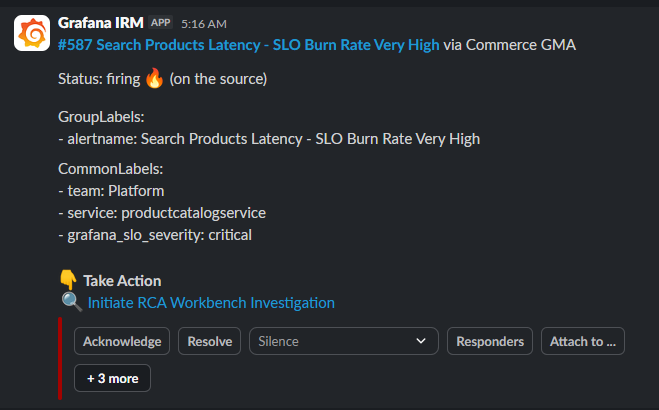 Grafana IRM APP 5:16 AM
#587 Search Products Latency - SLO Burn Rate Very High via Commerce GMA
Status: firing 🔥 (on the source)
GroupLabels:
- alertname: Search Products Latency - SLO Burn Rate Very High
CommonLabels:
- team: Platform
- service: productcatalogservice
- grafana_slo_severity: critical
👇 Take Action
🔍 Initiate RCA Workbench Investigation
Acknowledge Resolve Silence Responders Attach to ...
+ 3 more